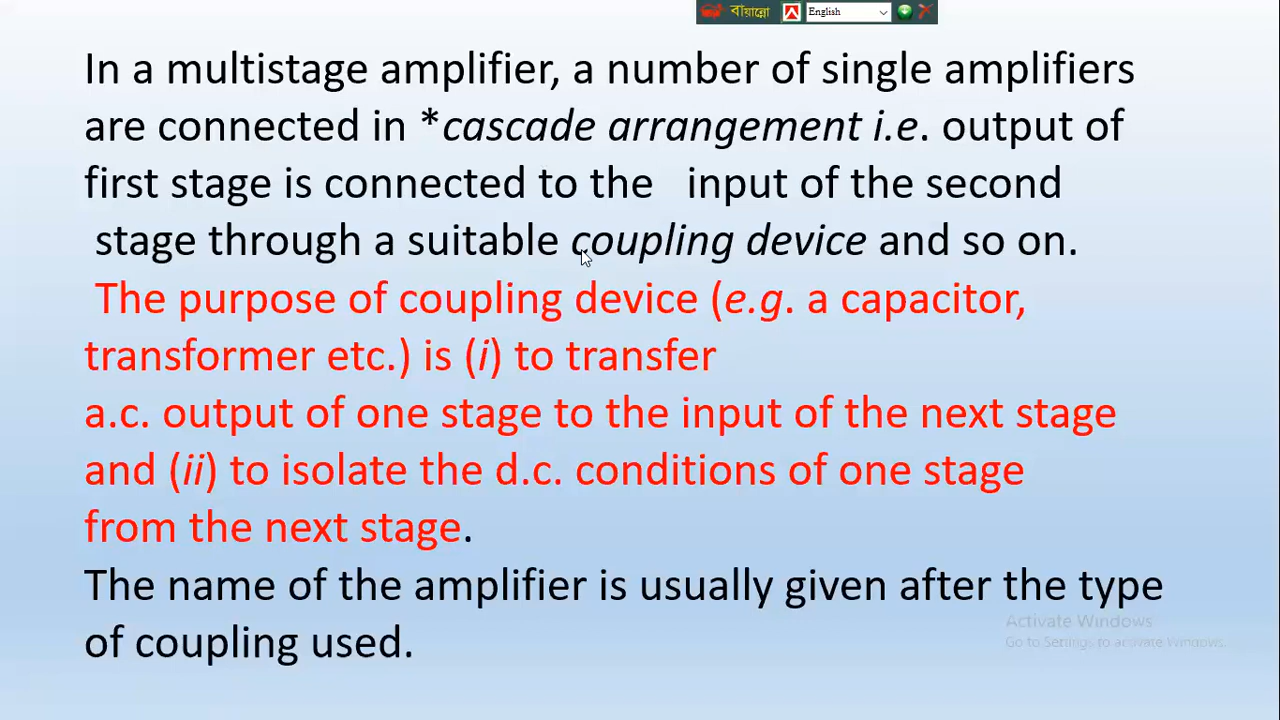 বায়ান্নো English
In a multistage amplifier, a number of single amplifiers
are connected in *cascade arrangement i.e. output of
first stage is connected to the input of the second
stage through a suitable coupling device and so on.
The purpose of coupling device (e.g. a capacitor,
transformer etc.) is (i) to transfer
a.c. output of one stage to the input of the next stage
and (ii) to isolate the d.c. conditions of one stage
from the next stage.
The name of the amplifier is usually given after the type
of coupling used.
Activate Windows
Go to Settings to activate Windows.